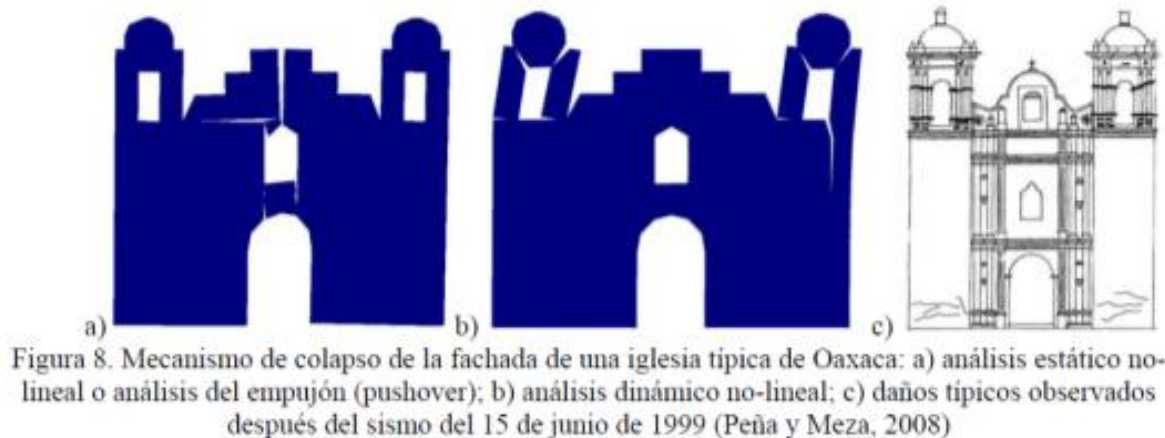 a) b) c)
Figura 8. Mecanismo de colapso de la fachada de una iglesia típica de Oaxaca: a) análisis estático no-
lineal o análisis del empujón (pushover); b) análisis dinámico no-lineal; c) daños típicos observados
después del sismo del 15 de junio de 1999 (Peña y Meza, 2008)